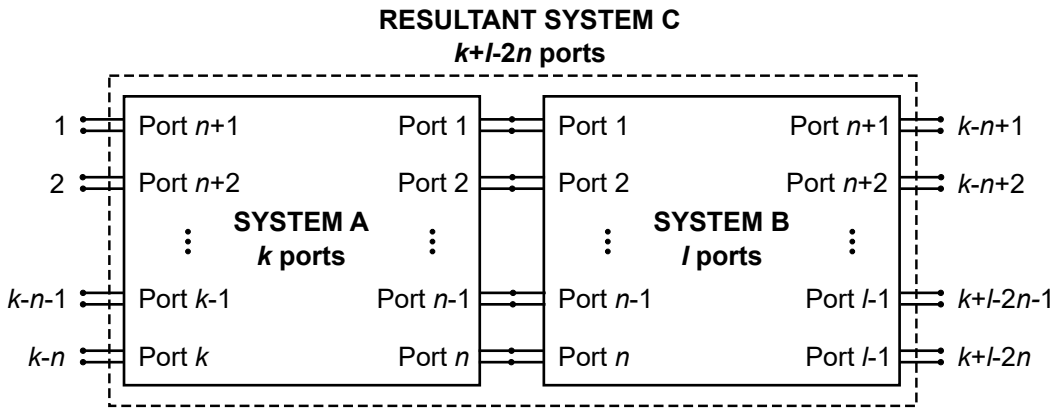 RESULTANT SYSTEM C
k+l-2n ports
1 Port n+1 Port 1 Port 1 Port n+1 k-n+1
2 Port n+2 Port 2 Port 2 Port n+2 k-n+2
SYSTEM A SYSTEM B
k ports l ports
k-n-1 Port k-1 Port n-1 Port n-1 Port l-1 k+l-2n-1
k-n Port k Port n Port n Port l-1 k+l-2n